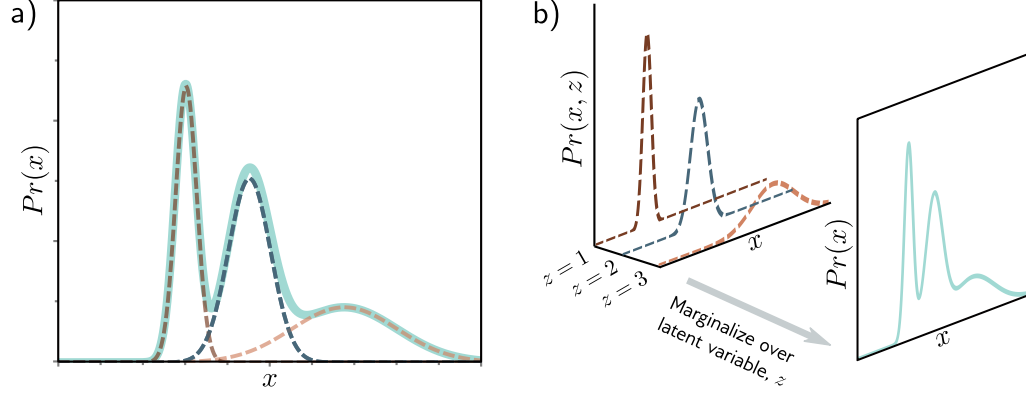 a)
Pr(x)
x
b)
Pr(x, z)
z = 1
z = 2
z = 3
x
Marginalize over
latent variable, z
Pr(x)
x